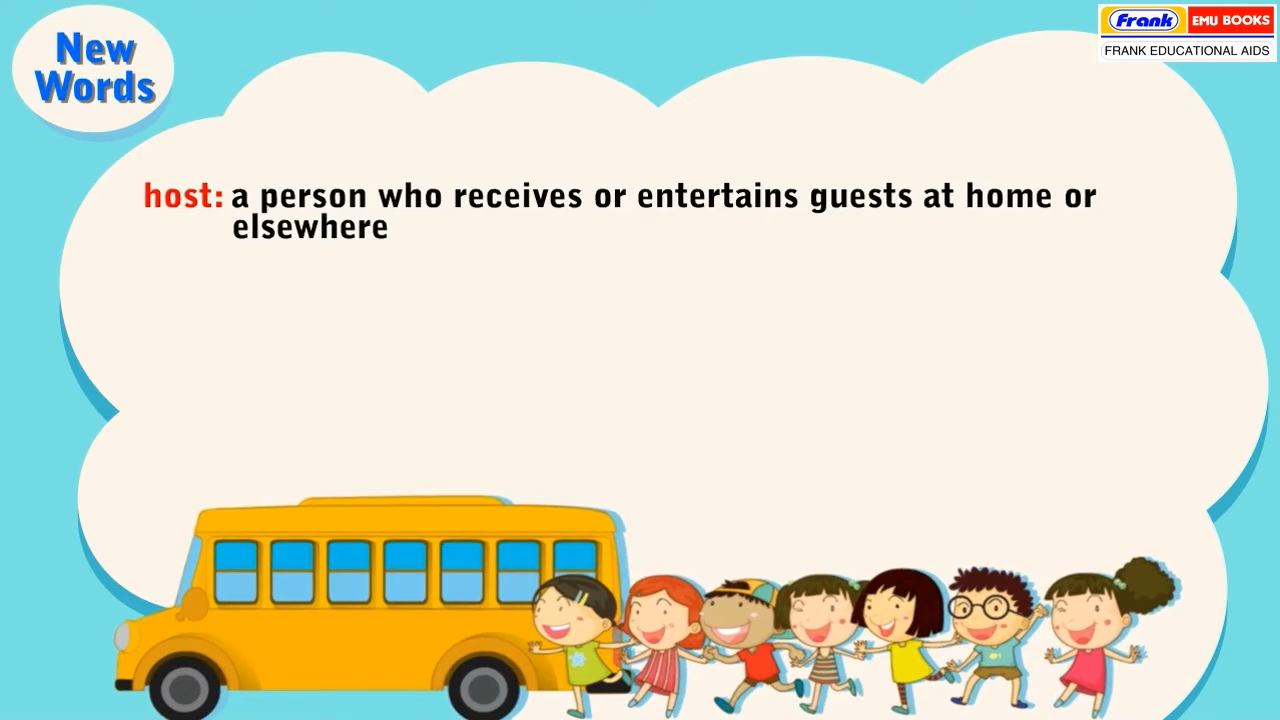 New
Words
Frank
EMU BOOKS
FRANK EDUCATIONAL AIDS
host: a person who receives or entertains guests at home or
elsewhere